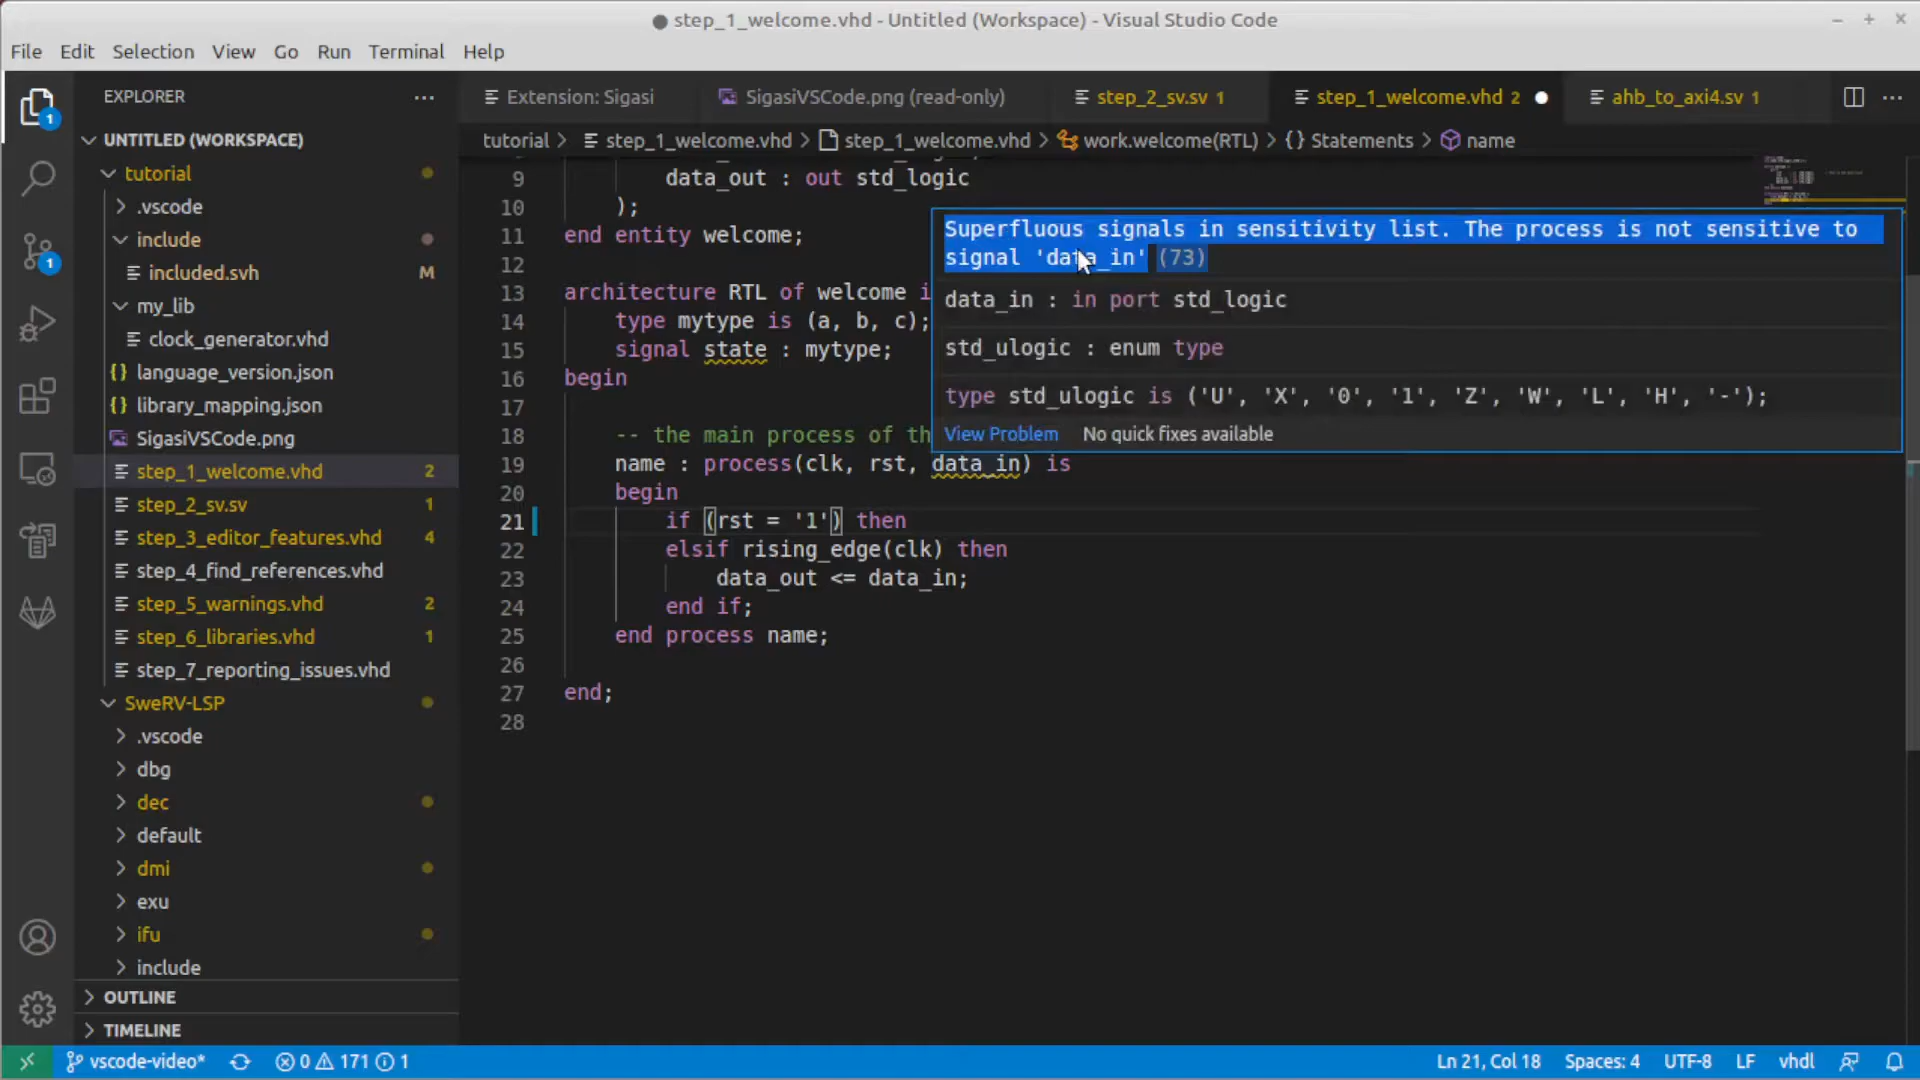 step_1_welcome.vhd - Untitled (Workspace) - Visual Studio Code
File Edit Selection View Go Run Terminal Help
EXPLORER
UNTITLED (WORKSPACE)
tutorial
.vscode
include
included.svh M
my_lib
clock_generator.vhd
language_version.json
library_mapping.json
SigasiVSCode.png
step_1_welcome.vhd 2
step_2_sv.sv 1
step_3_editor_features.vhd 4
step_4_find_references.vhd
step_5_warnings.vhd 2
step_6_libraries.vhd 1
step_7_reporting_issues.vhd
SweRV-LSP
.vscode
dbg
dec
default
dmi
exu
ifu
include
OUTLINE
TIMELINE
1
1
Extension: Sigasi SigasiVSCode.png (read-only) step_2_sv.sv 1 step_1_welcome.vhd 2 ahb_to_axi4.sv 1
tutorial > step_1_welcome.vhd > step_1_welcome.vhd > work.welcome(RTL) > {} Statements > name
9 data_out : out std_logic
10 );
11 end entity welcome;
12
13 architecture RTL of welcome i
14 type mytype is (a, b, c);
15 signal state : mytype;
16 begin
17
18 -- the main process of th
19 name : process(clk, rst, data_in) is
20 begin
21 if (rst = '1') then
22 elsif rising_edge(clk) then
23 data_out <= data_in;
24 end if;
25 end process name;
26
27 end;
28
Superfluous signals in sensitivity list. The process is not sensitive to
signal 'data_in' (73)
data_in : in port std_logic
std_ulogic : enum type
type std_ulogic is ('U', 'X', '0', '1', 'Z', 'W', 'L', 'H', '-');
View Problem No quick fixes available
vscode-video* 0 171 1 Ln 21, Col 18 Spaces: 4 UTF-8 LF vhdl